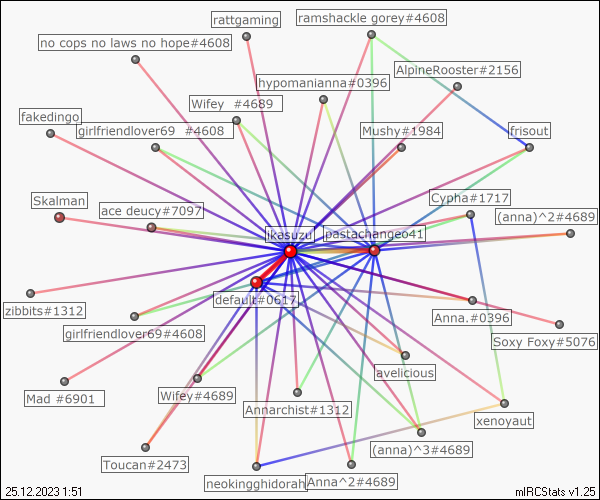 rattgaming
ramshackle gorey#4608
no cops no laws no hope#4608
AlpineRooster#2156
hypomanianna#0396
Wifey   #4689
fakedingo
girlfriendlover69   #4608
Mushy#1984
frisout
Skalman
ace deucy#7097
Cypha#1717
(anna)^2#4689
jkasuzu
pastachangeo41
default#0617
zibbits#1312
girlfriendlover69#4608
Anna.#0396
Soxy Foxy#5076
avelicious
Mad #6901
Wifey#4689
Annarchist#1312
xenoyaut
Toucan#2473
(anna)^3#4689
neokingghidorah
Anna^2#4689
25.12.2023 1:51
mIRCStats v1.25